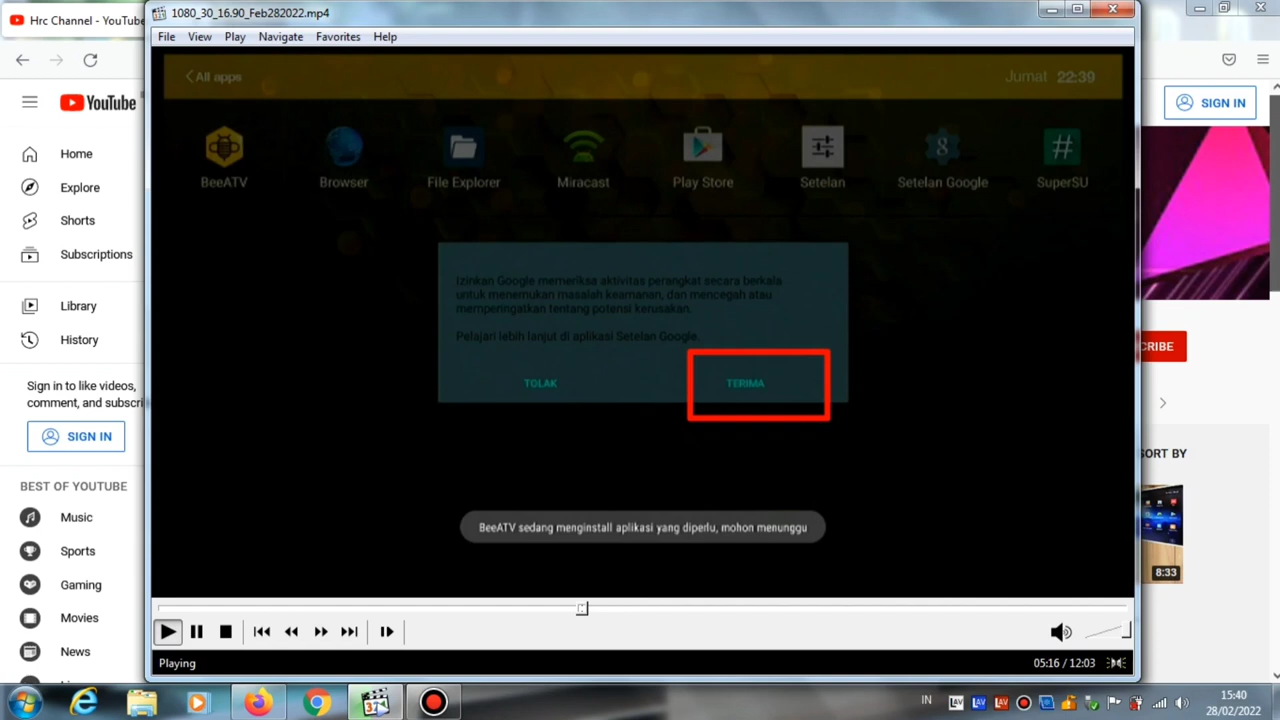 Hrc Channel - YouTube
1080_30_16.90_Feb282022.mp4
File View Play Navigate Favorites Help
All apps
Jumat 22:39
YouTube
SIGN IN
BeeATV Browser File Explorer Miracast Play Store Setelan Setelan Google SuperSU
Home
Explore
Shorts
Subscriptions
Library
History
Sign in to like videos,
comment, and subscri
SIGN IN
BEST OF YOUTUBE
Music
Sports
Gaming
Movies
News
Izinkan Google memeriksa aktivitas perangkat secara berkala
untuk menemukan masalah keamanan, dan mencegah atau
memperingatkan tentang potensi kerusakan.
Pelajari lebih lanjut di aplikasi Setelan Google.
TOLAK TERIMA
BeeATV sedang menginstall aplikasi yang diperlu, mohon menunggu
CRIBE
SORT BY
8:33
Playing
05:16 / 12:03
37
IN
LAV LAV LAV
15:40
28/02/2022